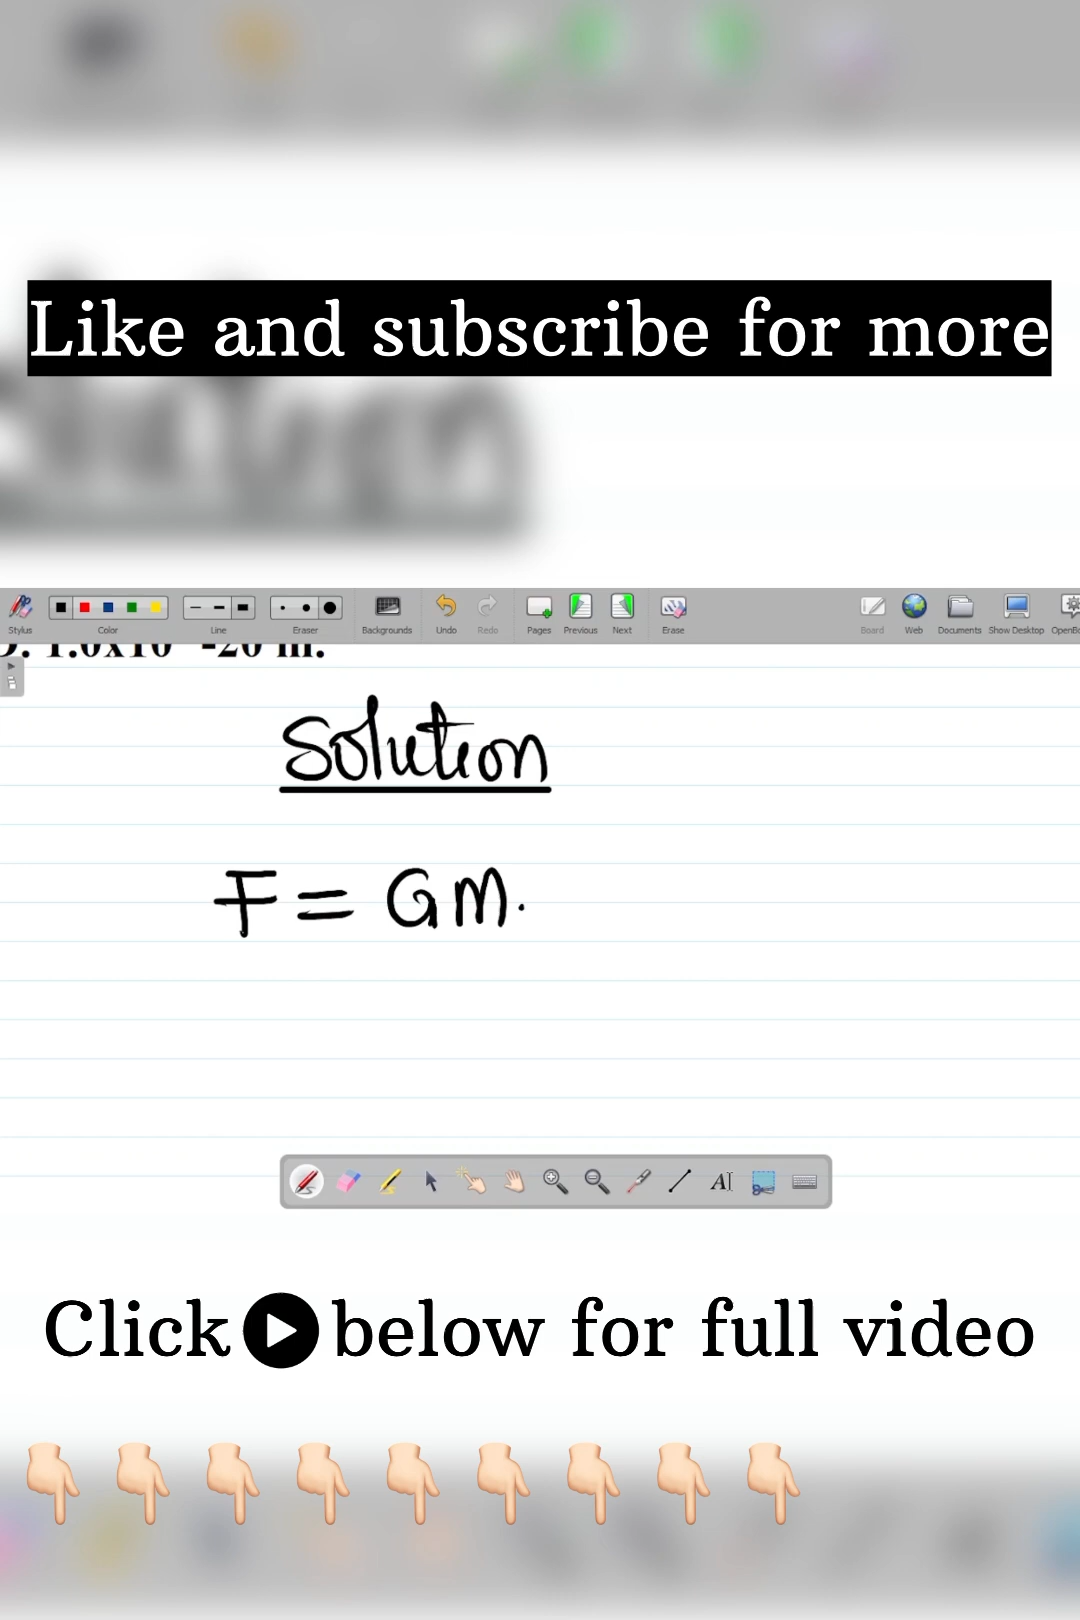 Like and subscribe for more
Stylus Color Line Eraser Backgrounds Undo Redo Pages Previous Next Erase Board Web Documents Show Desktop
Solution
F = GM.
Click below for full video